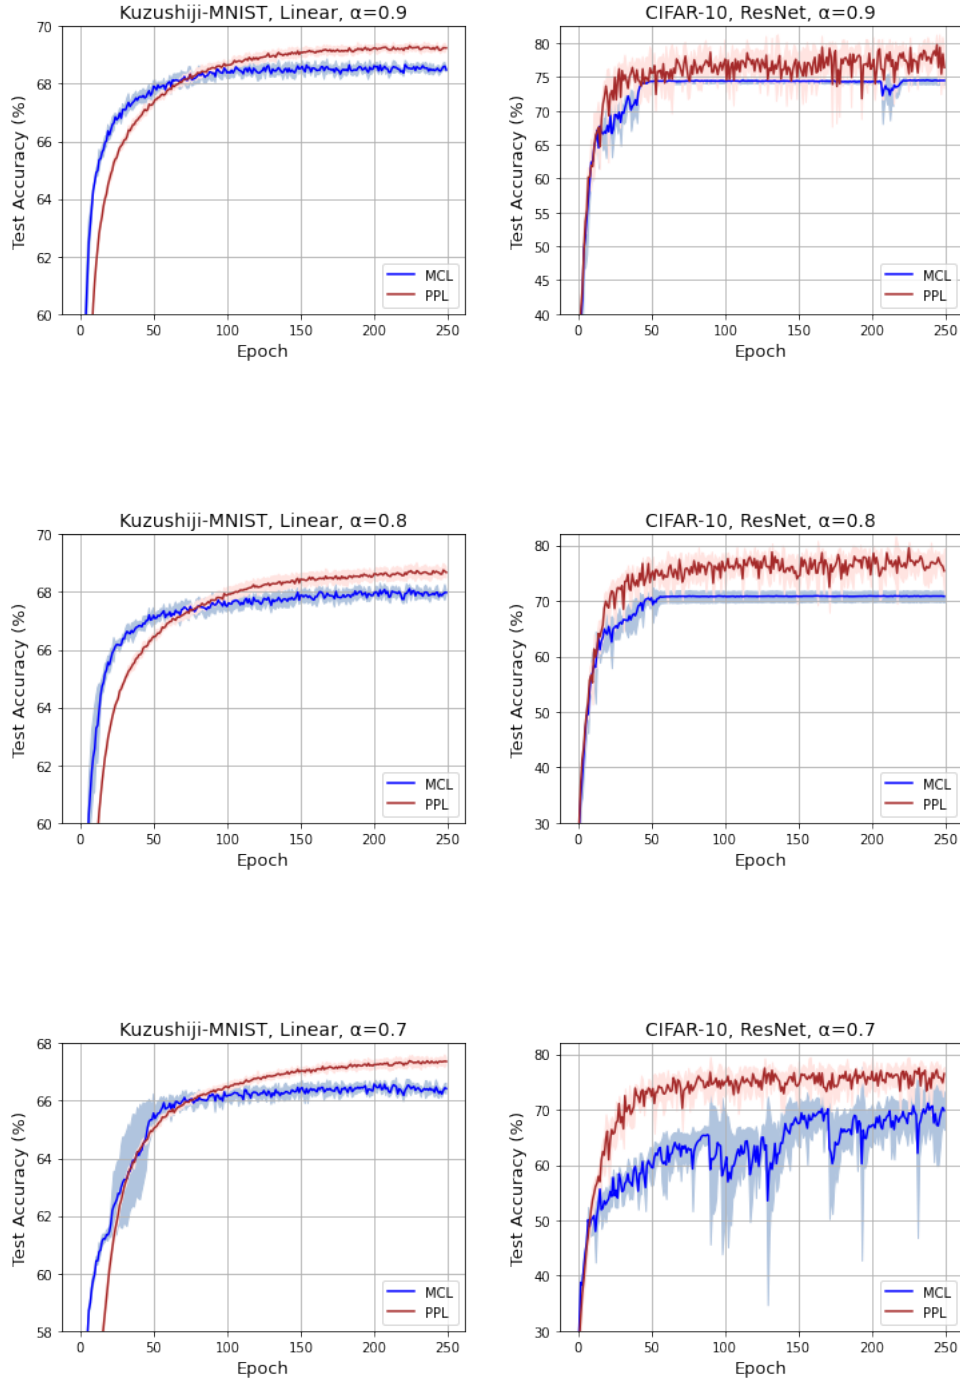 Kuzushiji-MNIST, Linear, α=0.9
Test Accuracy (%)
70
68
66
64
62
60
0 50 100 150 200 250
Epoch
MCL
PPL
CIFAR-10, ResNet, α=0.9
Test Accuracy (%)
80
75
70
65
60
55
50
45
40
0 50 100 150 200 250
Epoch
MCL
PPL
Kuzushiji-MNIST, Linear, α=0.8
Test Accuracy (%)
70
68
66
64
62
60
0 50 100 150 200 250
Epoch
MCL
PPL
CIFAR-10, ResNet, α=0.8
Test Accuracy (%)
80
70
60
50
40
30
0 50 100 150 200 250
Epoch
MCL
PPL
Kuzushiji-MNIST, Linear, α=0.7
Test Accuracy (%)
68
66
64
62
60
58
0 50 100 150 200 250
Epoch
MCL
PPL
CIFAR-10, ResNet, α=0.7
Test Accuracy (%)
80
70
60
50
40
30
0 50 100 150 200 250
Epoch
MCL
PPL